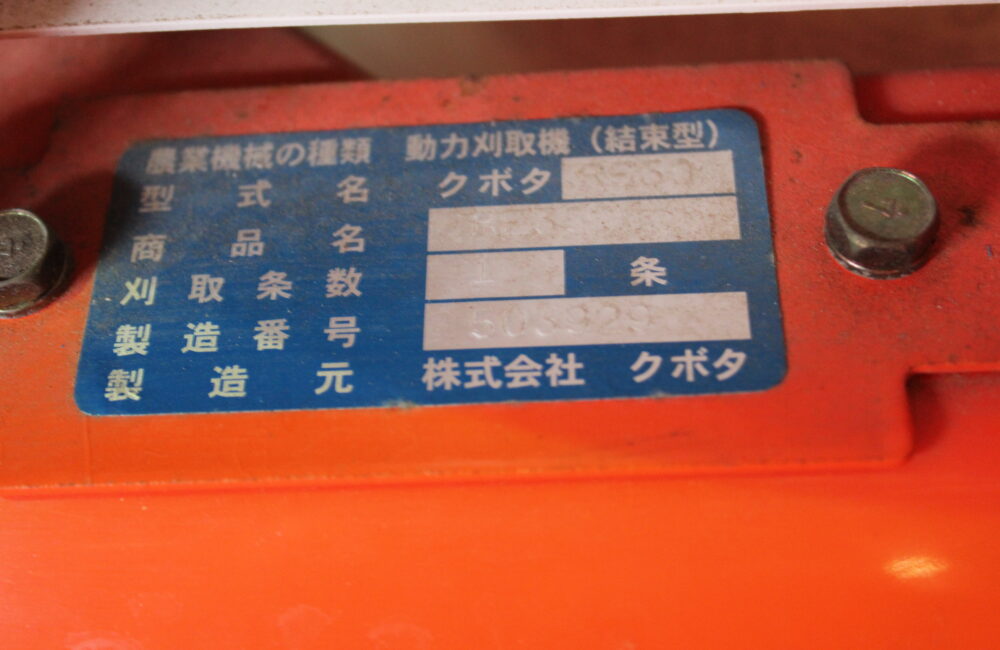 農業機械の種類 動力刈取機(結束型)
型式名 クボタ
商品名
刈取条数 1 条
製造番号 503929
製造元 株式会社 クボタ